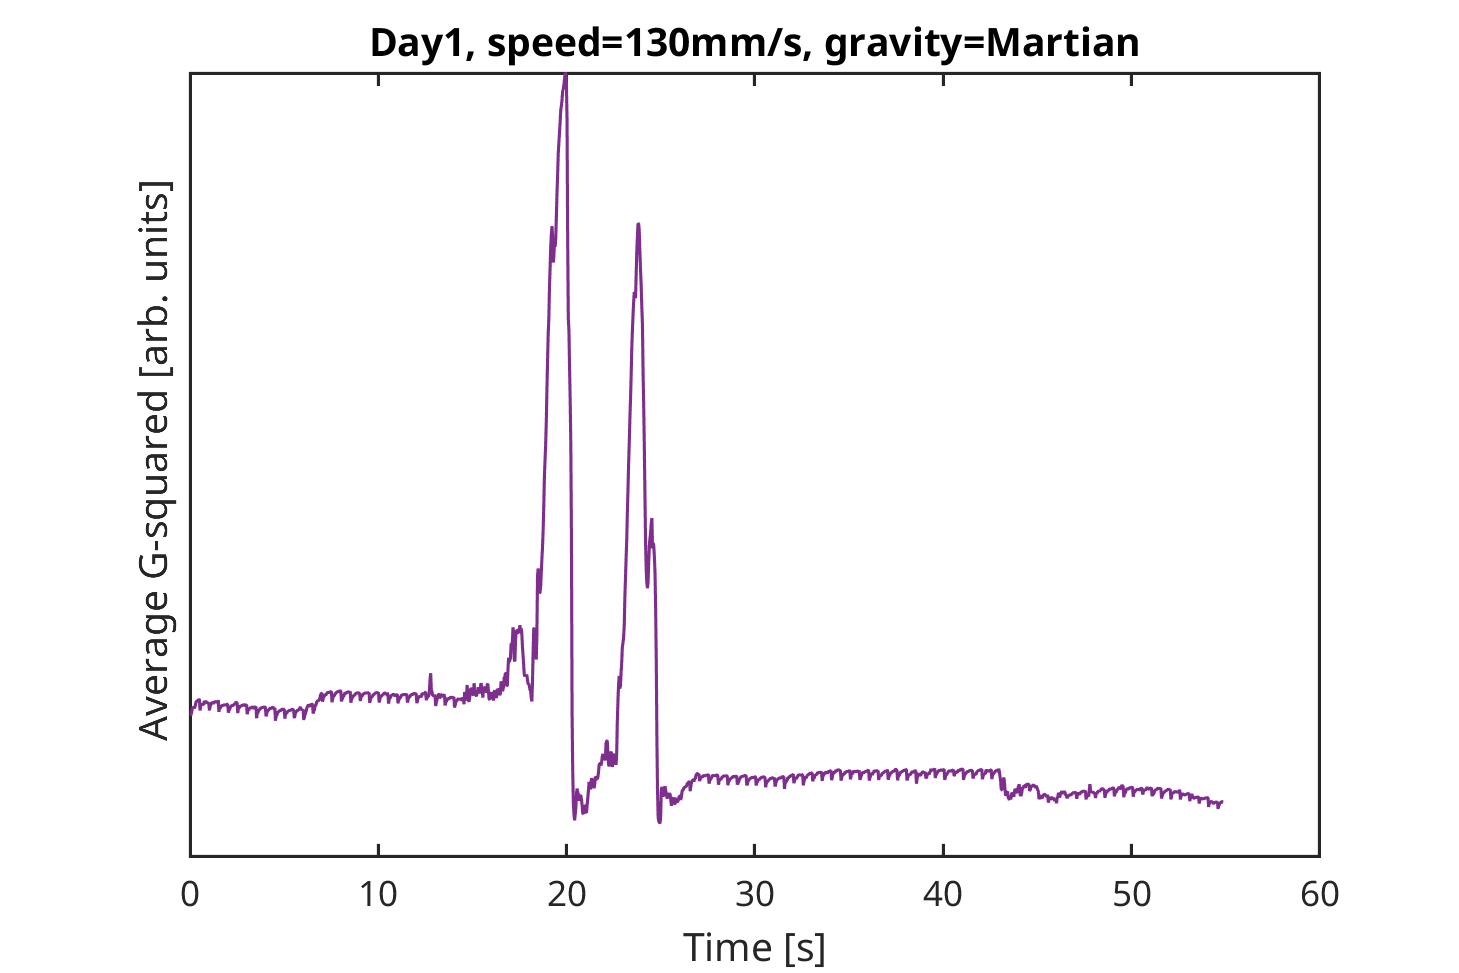 Day1, speed=130mm/s, gravity=Martian
Average G-squared [arb. units]
0 10 20 30 40 50 60
Time [s]